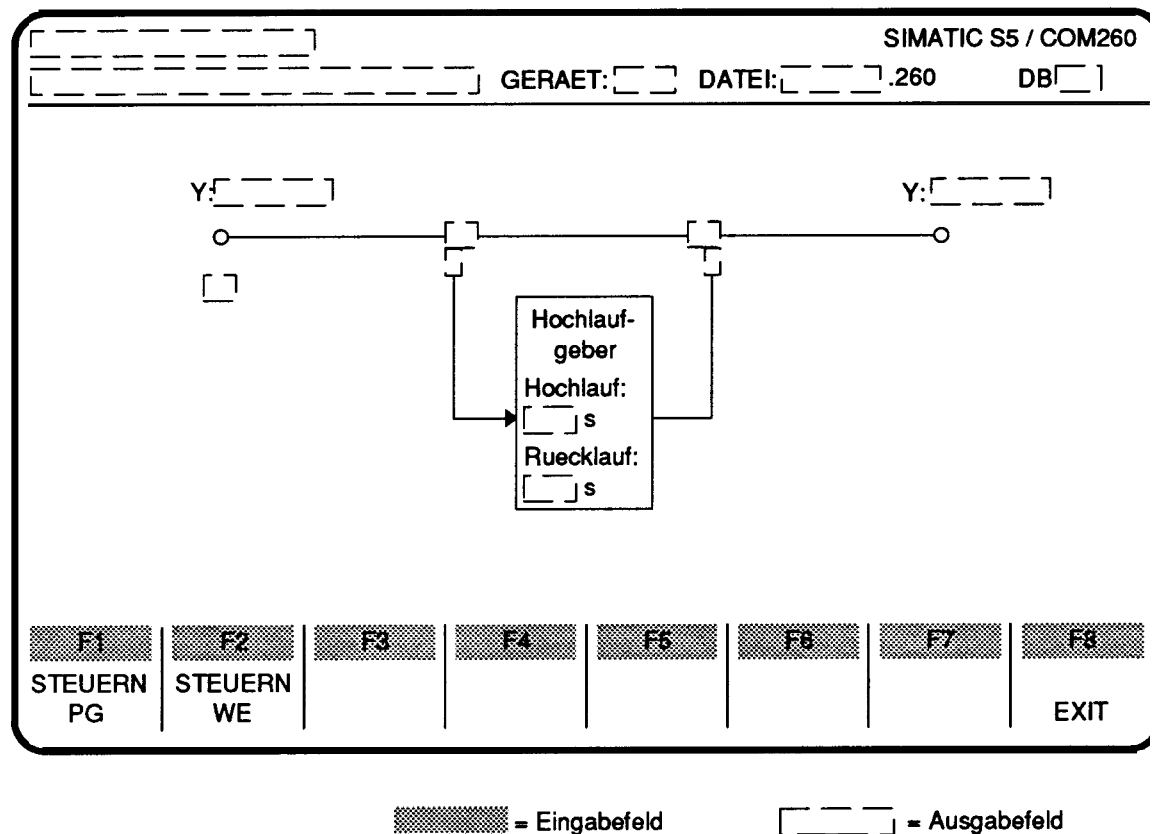 SIMATIC S5 / COM260
GERAET: DATEI: .260 DB
Y: Y:
Hochlauf-
geber
Hochlauf:
s
Ruecklauf:
s
F1 F2 F3 F4 F5 F6 F7 F8
STEUERN STEUERN
PG WE EXIT
= Eingabefeld = Ausgabefeld